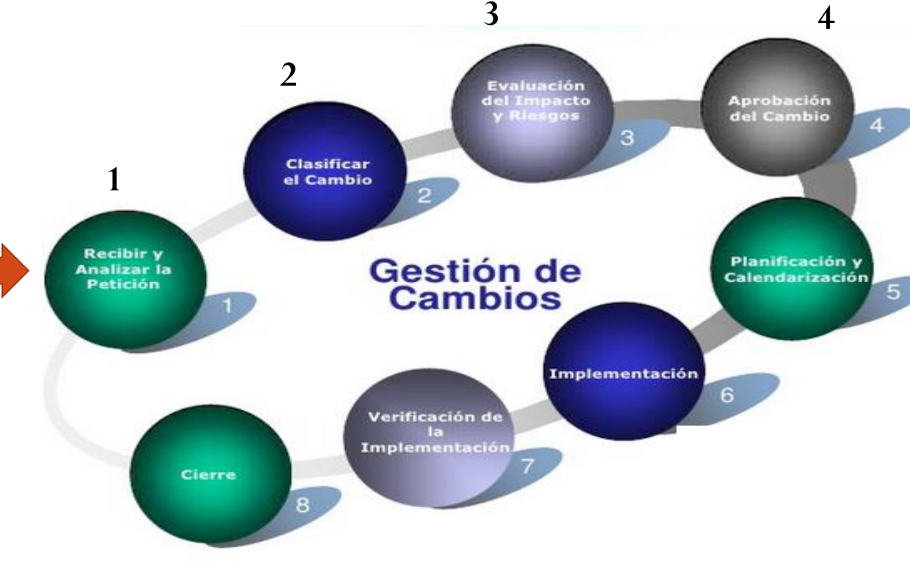 3
4
2
1
Evaluación
del Impacto
y Riesgos
3
Aprobación
del Cambio
4
Clasificar
el Cambio
2
Recibir y
Analizar la
Petición
1
Gestión de
Cambios
Planificación y
Calendarización
5
Implementación
6
Verificación de
la
Implementación
7
Cierre
8